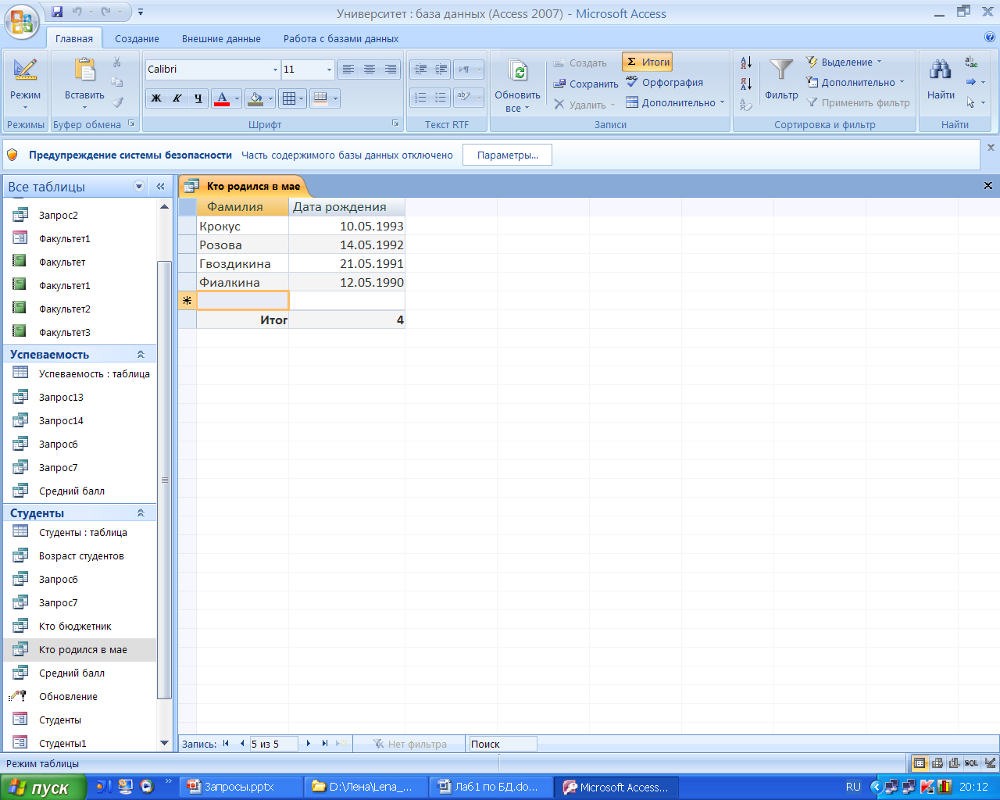 Университет : база данных (Access 2007) - Microsoft Access
Главная Создание Внешние данные Работа с базами данных
Режим
Режимы
Вставить
Буфер обмена
Calibri 11
Ж К Ч A
Шрифт
Текст RTF
Обновить все
Создать
Сохранить
Удалить
Σ Итоги
Орфография
Дополнительно
Записи
Фильтр
Выделение
Дополнительно
Применить фильтр
Сортировка и фильтр
Найти
Найти
Предупреждение системы безопасности Часть содержимого базы данных отключено Параметры...
Все таблицы
Запрос2
Факультет1
Факультет
Факультет1
Факультет2
Факультет3
Успеваемость
Успеваемость : таблица
Запрос13
Запрос14
Запрос6
Запрос7
Средний балл
Студенты
Студенты : таблица
Возраст студентов
Запрос6
Запрос7
Кто бюджетник
Кто родился в мае
Средний балл
Обновление
Студенты
Студенты1
Кто родился в мае
Фамилия Дата рождения
Крокус 10.05.1993
Розова 14.05.1992
Гвоздикина 21.05.1991
Фиалкина 12.05.1990
Итог 4
Запись: 5 из 5 Нет фильтра Поиск
Режим таблицы SQL
пуск Запросы.pptx D:\Лена\Lena_... Лаб1 по БД.do... Microsoft Access... RU 20:12